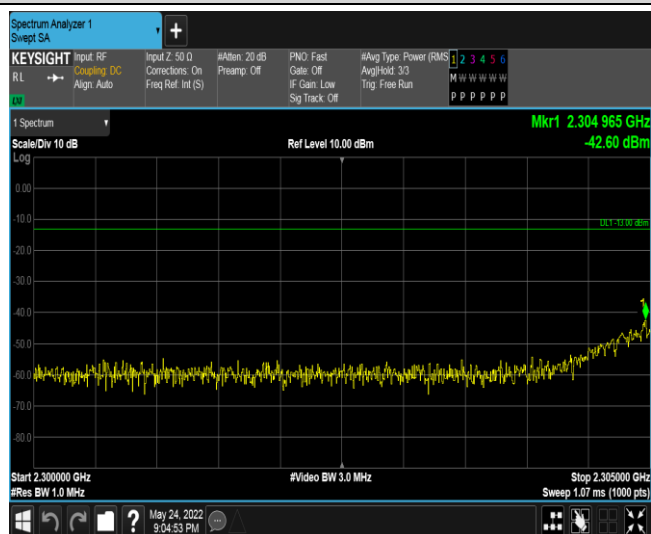 Spectrum Analyzer 1
Swept SA
KEYSIGHT
RL
LXI
Input: RF
Coupling: DC
Align: Auto
Input Z: 50 Ω
Corrections: On
Freq Ref: Int (S)
#Atten: 20 dB
Preamp: Off
PNO: Fast
Gate: Off
IF Gain: Low
Sig Track: Off
#Avg Type: Power (RMS
Avg|Hold: 3/3
Trig: Free Run
1 2 3 4 5 6
M W W W W W
P P P P P P
1 Spectrum
Mkr1 2.304 965 GHz
Scale/Div 10 dB
Ref Level 10.00 dBm
-42.60 dBm
Log
0.00
-10.0
DL1 -13.00 dBm
-20.0
-30.0
-40.0
-50.0
-60.0
-70.0
-80.0
Start 2.300000 GHz
#Video BW 3.0 MHz
Stop 2.305000 GHz
#Res BW 1.0 MHz
Sweep 1.07 ms (1000 pts)
?
May 24, 2022
9:04:53 PM